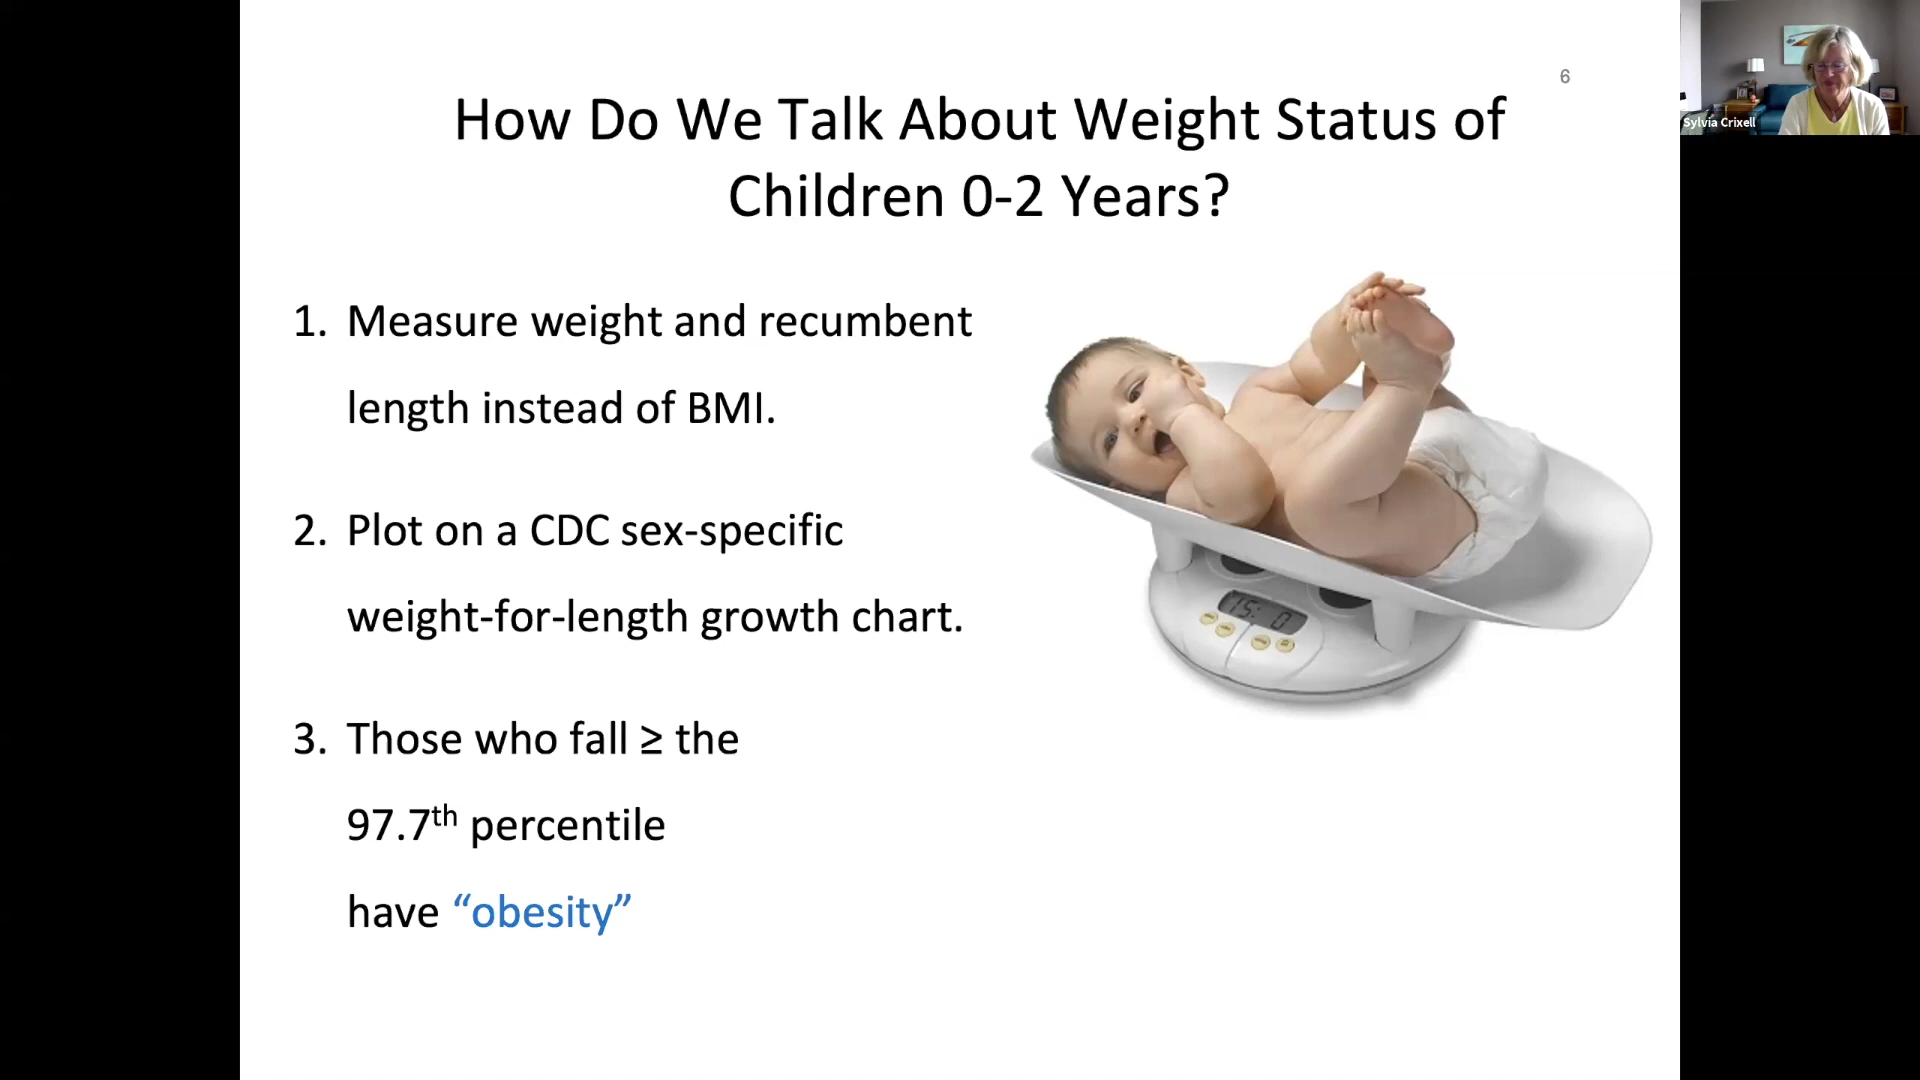 6
How Do We Talk About Weight Status of
Children 0-2 Years?
1. Measure weight and recumbent
length instead of BMI.
2. Plot on a CDC sex-specific
weight-for-length growth chart.
3. Those who fall ≥ the
97.7th percentile
have “obesity”
15: 0
Sylvia Crixell